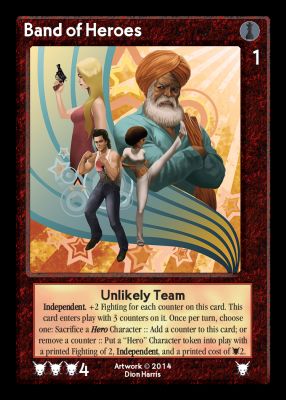 Band of Heroes
1
Unlikely Team
Independent. +2 Fighting for each counter on this card. This
card enters play with 3 counters on it. Once per turn, choose
one: Sacrifice a Hero Character :: Add a counter to this card; or
remove a counter :: Put a "Hero" Character token into play with
a printed Fighting of 2, Independent, and a printed cost of 2.
4
Artwork © 2014
Dion Harris